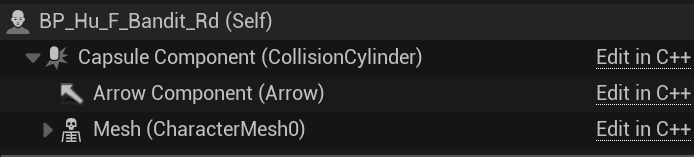 BP_Hu_F_Bandit_Rd (Self)
Capsule Component (CollisionCylinder) Edit in C++
Arrow Component (Arrow) Edit in C++
Mesh (CharacterMesh0) Edit in C++